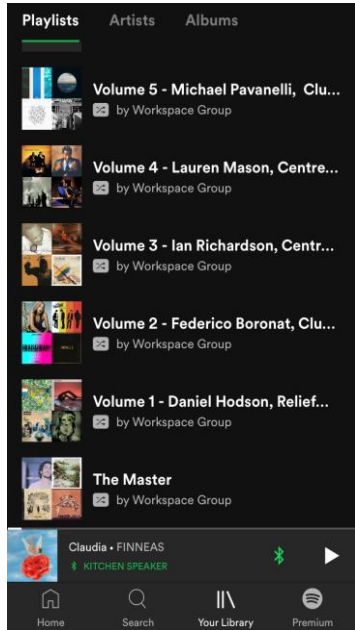 Playlists Artists Albums
Volume 5 - Michael Pavanelli, Clu...
by Workspace Group
Volume 4 - Lauren Mason, Centre...
by Workspace Group
Volume 3 - Ian Richardson, Centr...
by Workspace Group
Volume 2 - Federico Boronat, Clu...
by Workspace Group
Volume 1 - Daniel Hodson, Relief...
by Workspace Group
The Master
by Workspace Group
Claudia • FINNEAS
KITCHEN SPEAKER
Home Search Your Library Premium